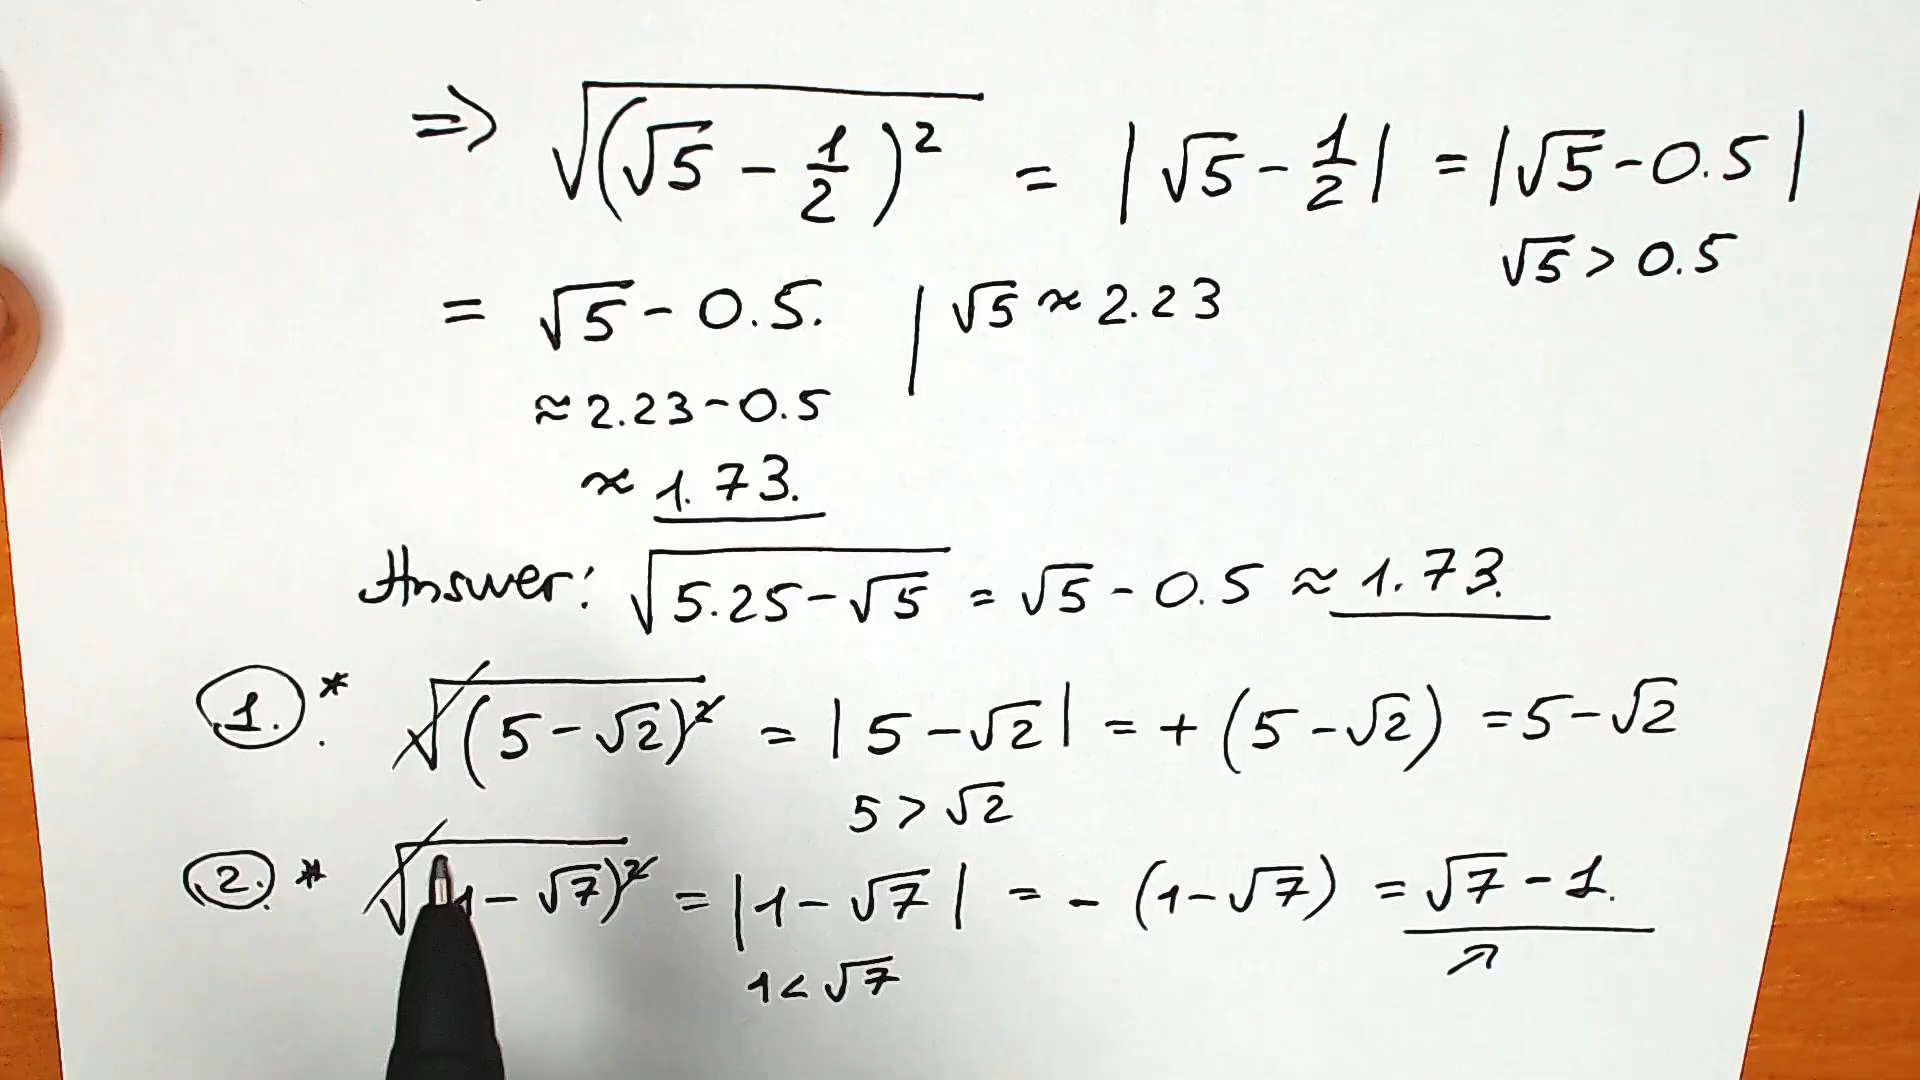 => √((√5 - 1/2)²) = |√5 - 1/2| = |√5 - 0.5|
√5 > 0.5
= √5 - 0.5. | √5 ≈ 2.23
≈ 2.23 - 0.5
≈ 1.73.
Answer: √(5.25 - √5) = √5 - 0.5 ≈ 1.73.
1.* √((5 - √2)²) = |5 - √2| = + (5 - √2) = 5 - √2
5 > √2
2.* √(1 - √7)² = |1 - √7| = - (1 - √7) = √7 - 1.
1 < √7